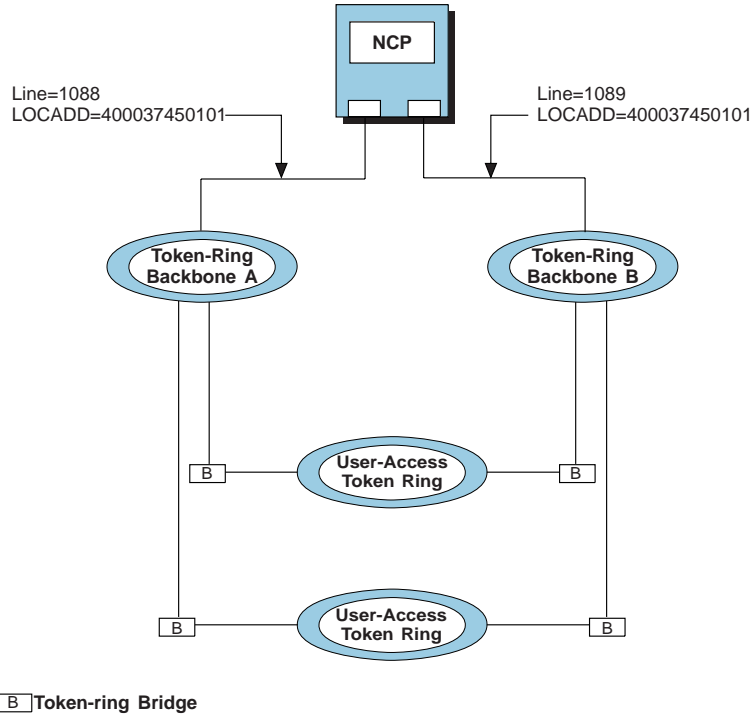 NCP
Line=1088
LOCADD=400037450101
Line=1089
LOCADD=400037450101
Token-Ring
Backbone A
Token-Ring
Backbone B
B
User-Access
Token Ring
B
B
User-Access
Token Ring
B
B Token-ring Bridge